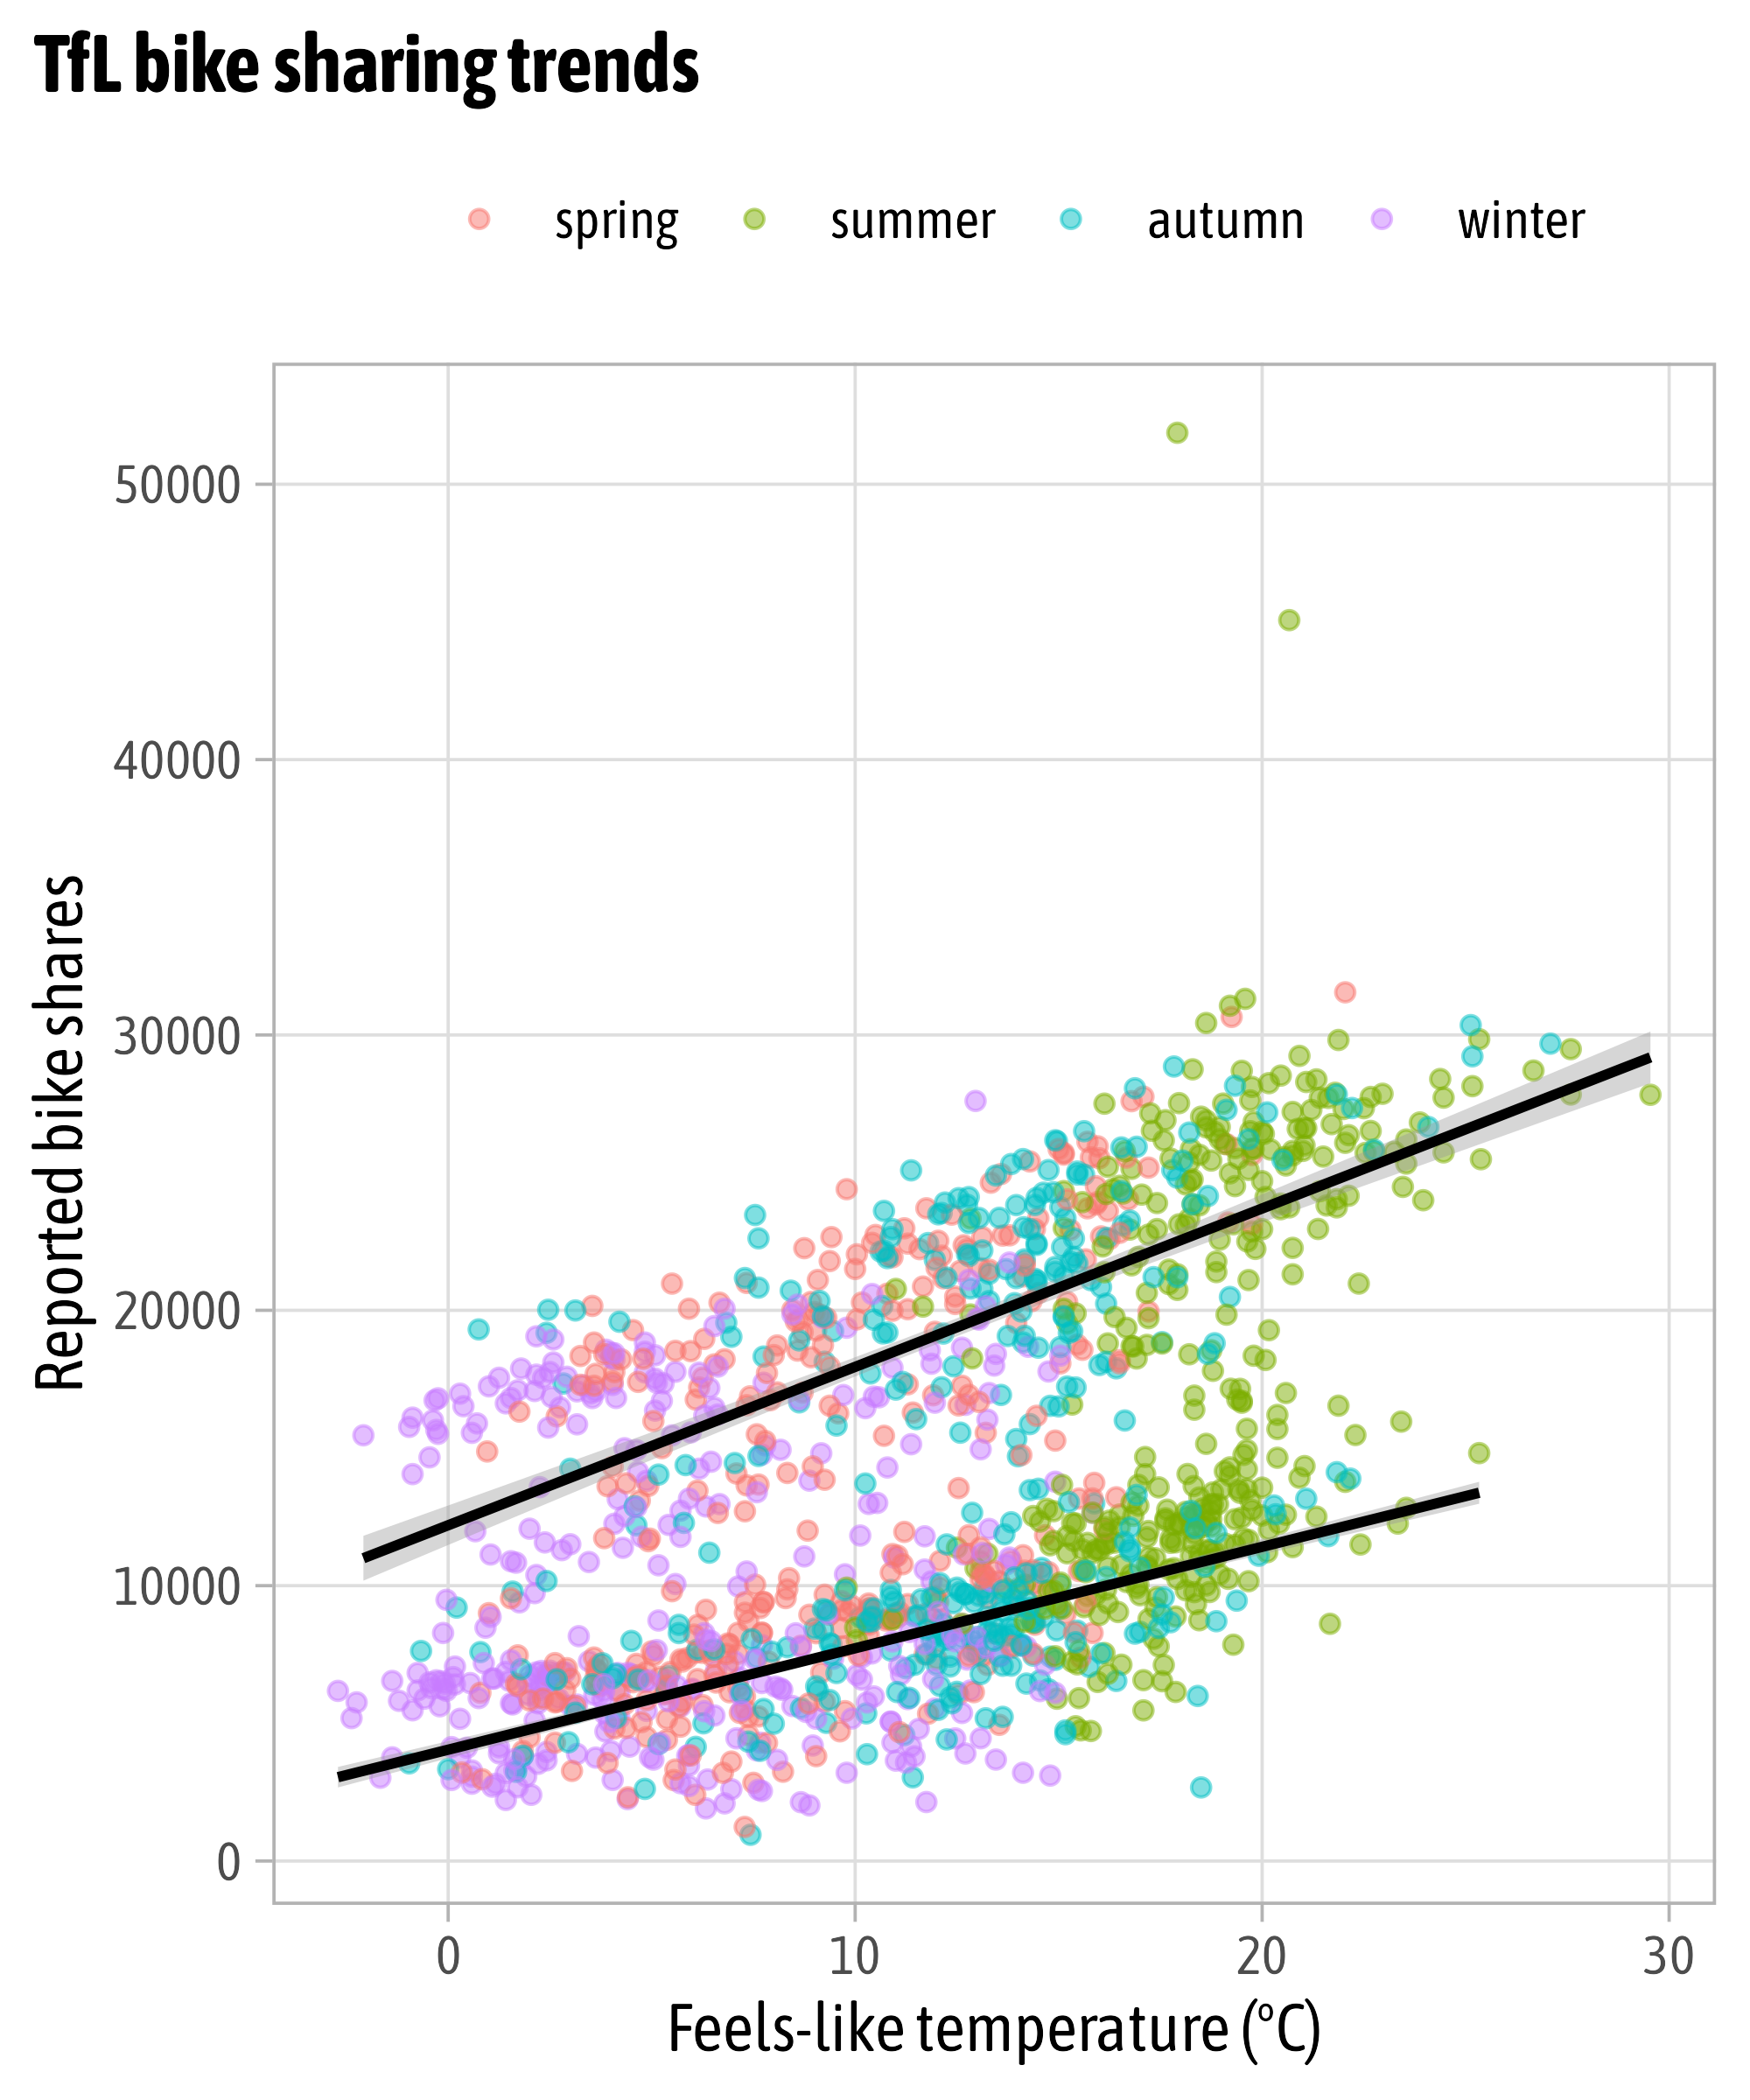 TfL bike sharing trends
spring summer autumn winter
50000
40000
30000
20000
10000
0
Reported bike shares
0 10 20 30
Feels-like temperature (°C)